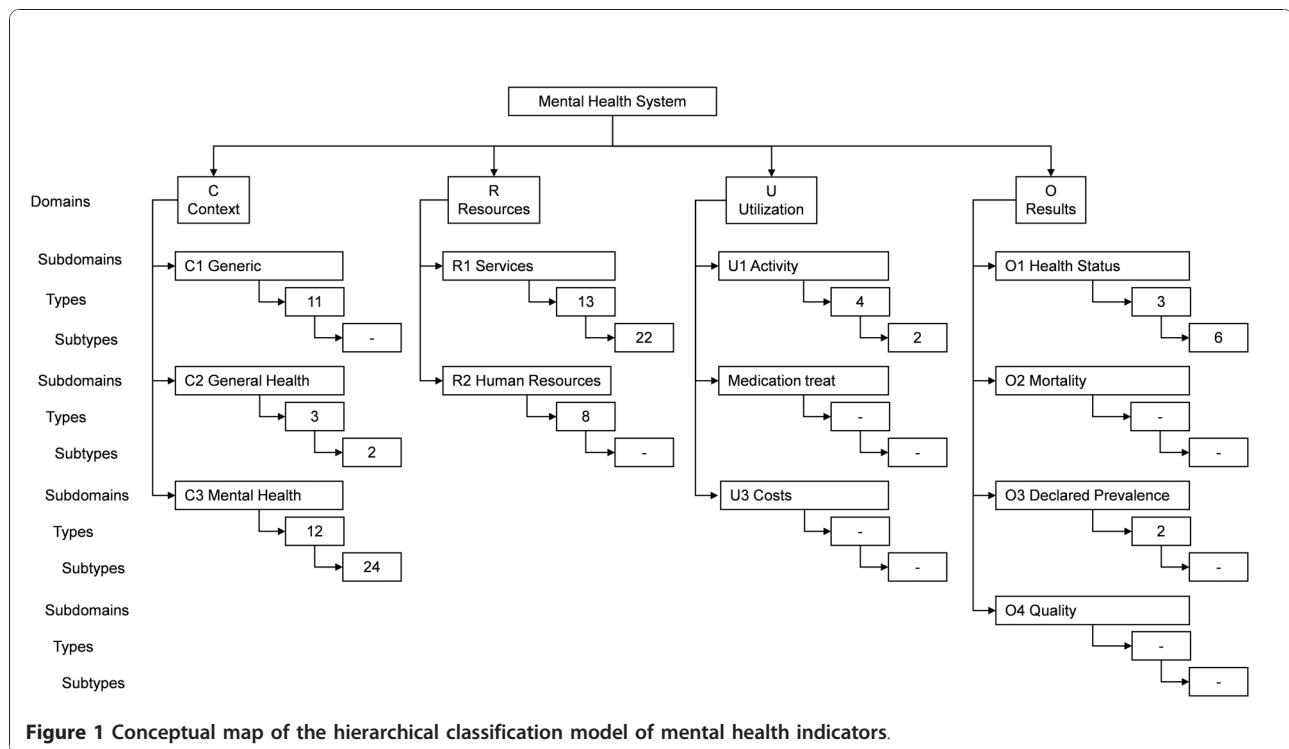 Mental Health System
Domains
C
Context
R
Resources
U
Utilization
O
Results
Subdomains
C1 Generic
R1 Services
U1 Activity
O1 Health Status
Types
11
13
4
3
Subtypes
-
22
2
6
Subdomains
C2 General Health
R2 Human Resources
Medication treat
O2 Mortality
Types
3
8
-
-
Subtypes
2
-
-
-
Subdomains
C3 Mental Health
U3 Costs
O3 Declared Prevalence
Types
12
-
2
Subtypes
24
-
-
Subdomains
O4 Quality
Types
-
Subtypes
-
Figure 1 Conceptual map of the hierarchical classification model of mental health indicators.